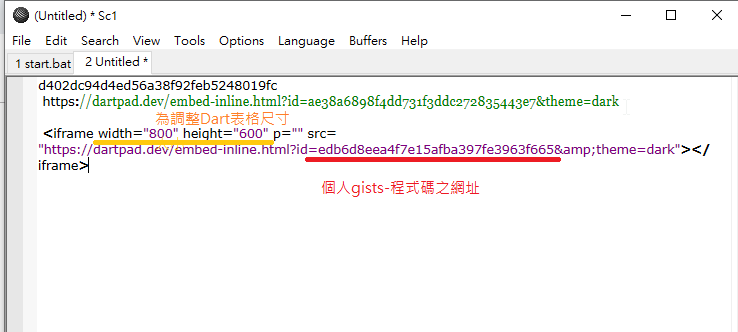 (Untitled) * Sc1
File Edit Search View Tools Options Language Buffers Help
1 start.bat 2 Untitled *
d402dc94d4ed56a38f92feb5248019fc
https://dartpad.dev/embed-inline.html?id=ae38a6898f4dd731f3ddc272835443e7&theme=dark
為調整Dart表格尺寸
<iframe width="800" height="600" p="" src=
"https://dartpad.dev/embed-inline.html?id=edb6d8eea4f7e15afba397fe3963f665&amp;theme=dark"></
iframe>
個人gists-程式碼之網址